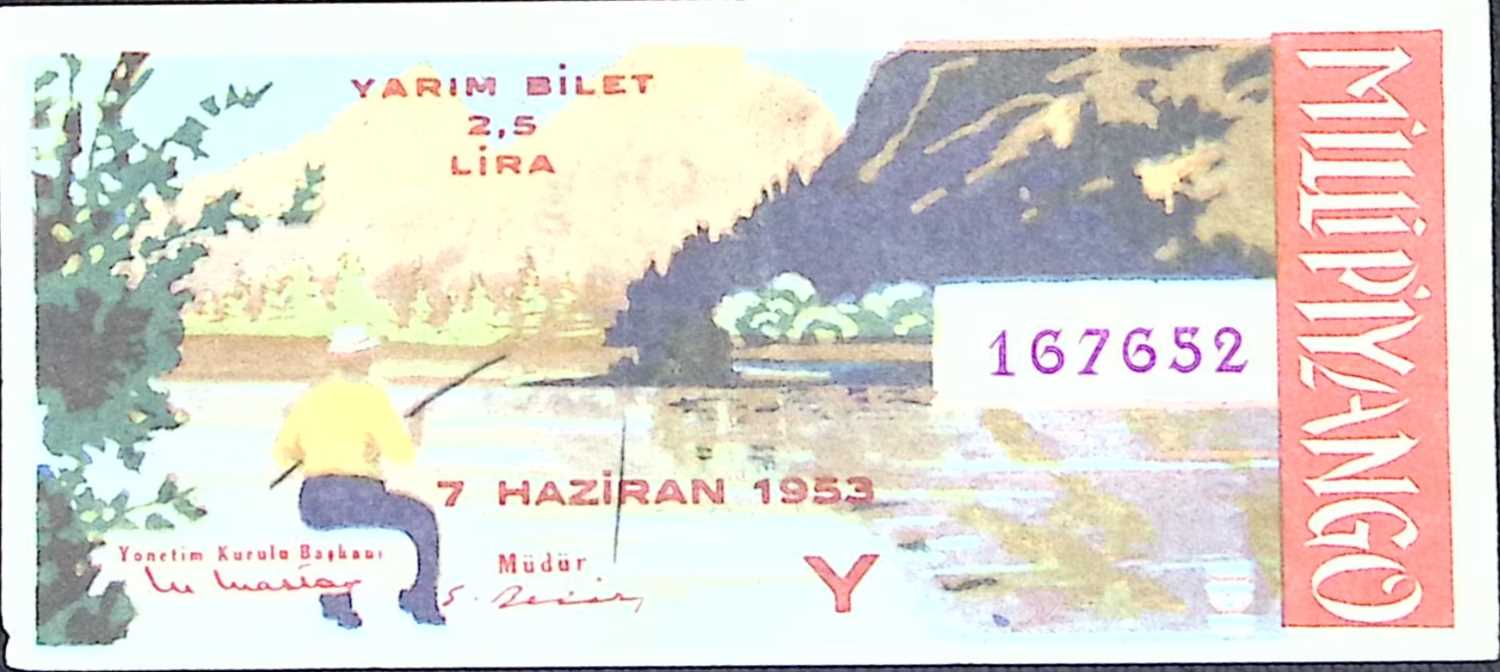 YARIM BİLET
2,5
LİRA
167652
7 HAZİRAN 1953
Yonetim Kurulu Başkanı
Müdür
Y
MİLLİ PİYANGO